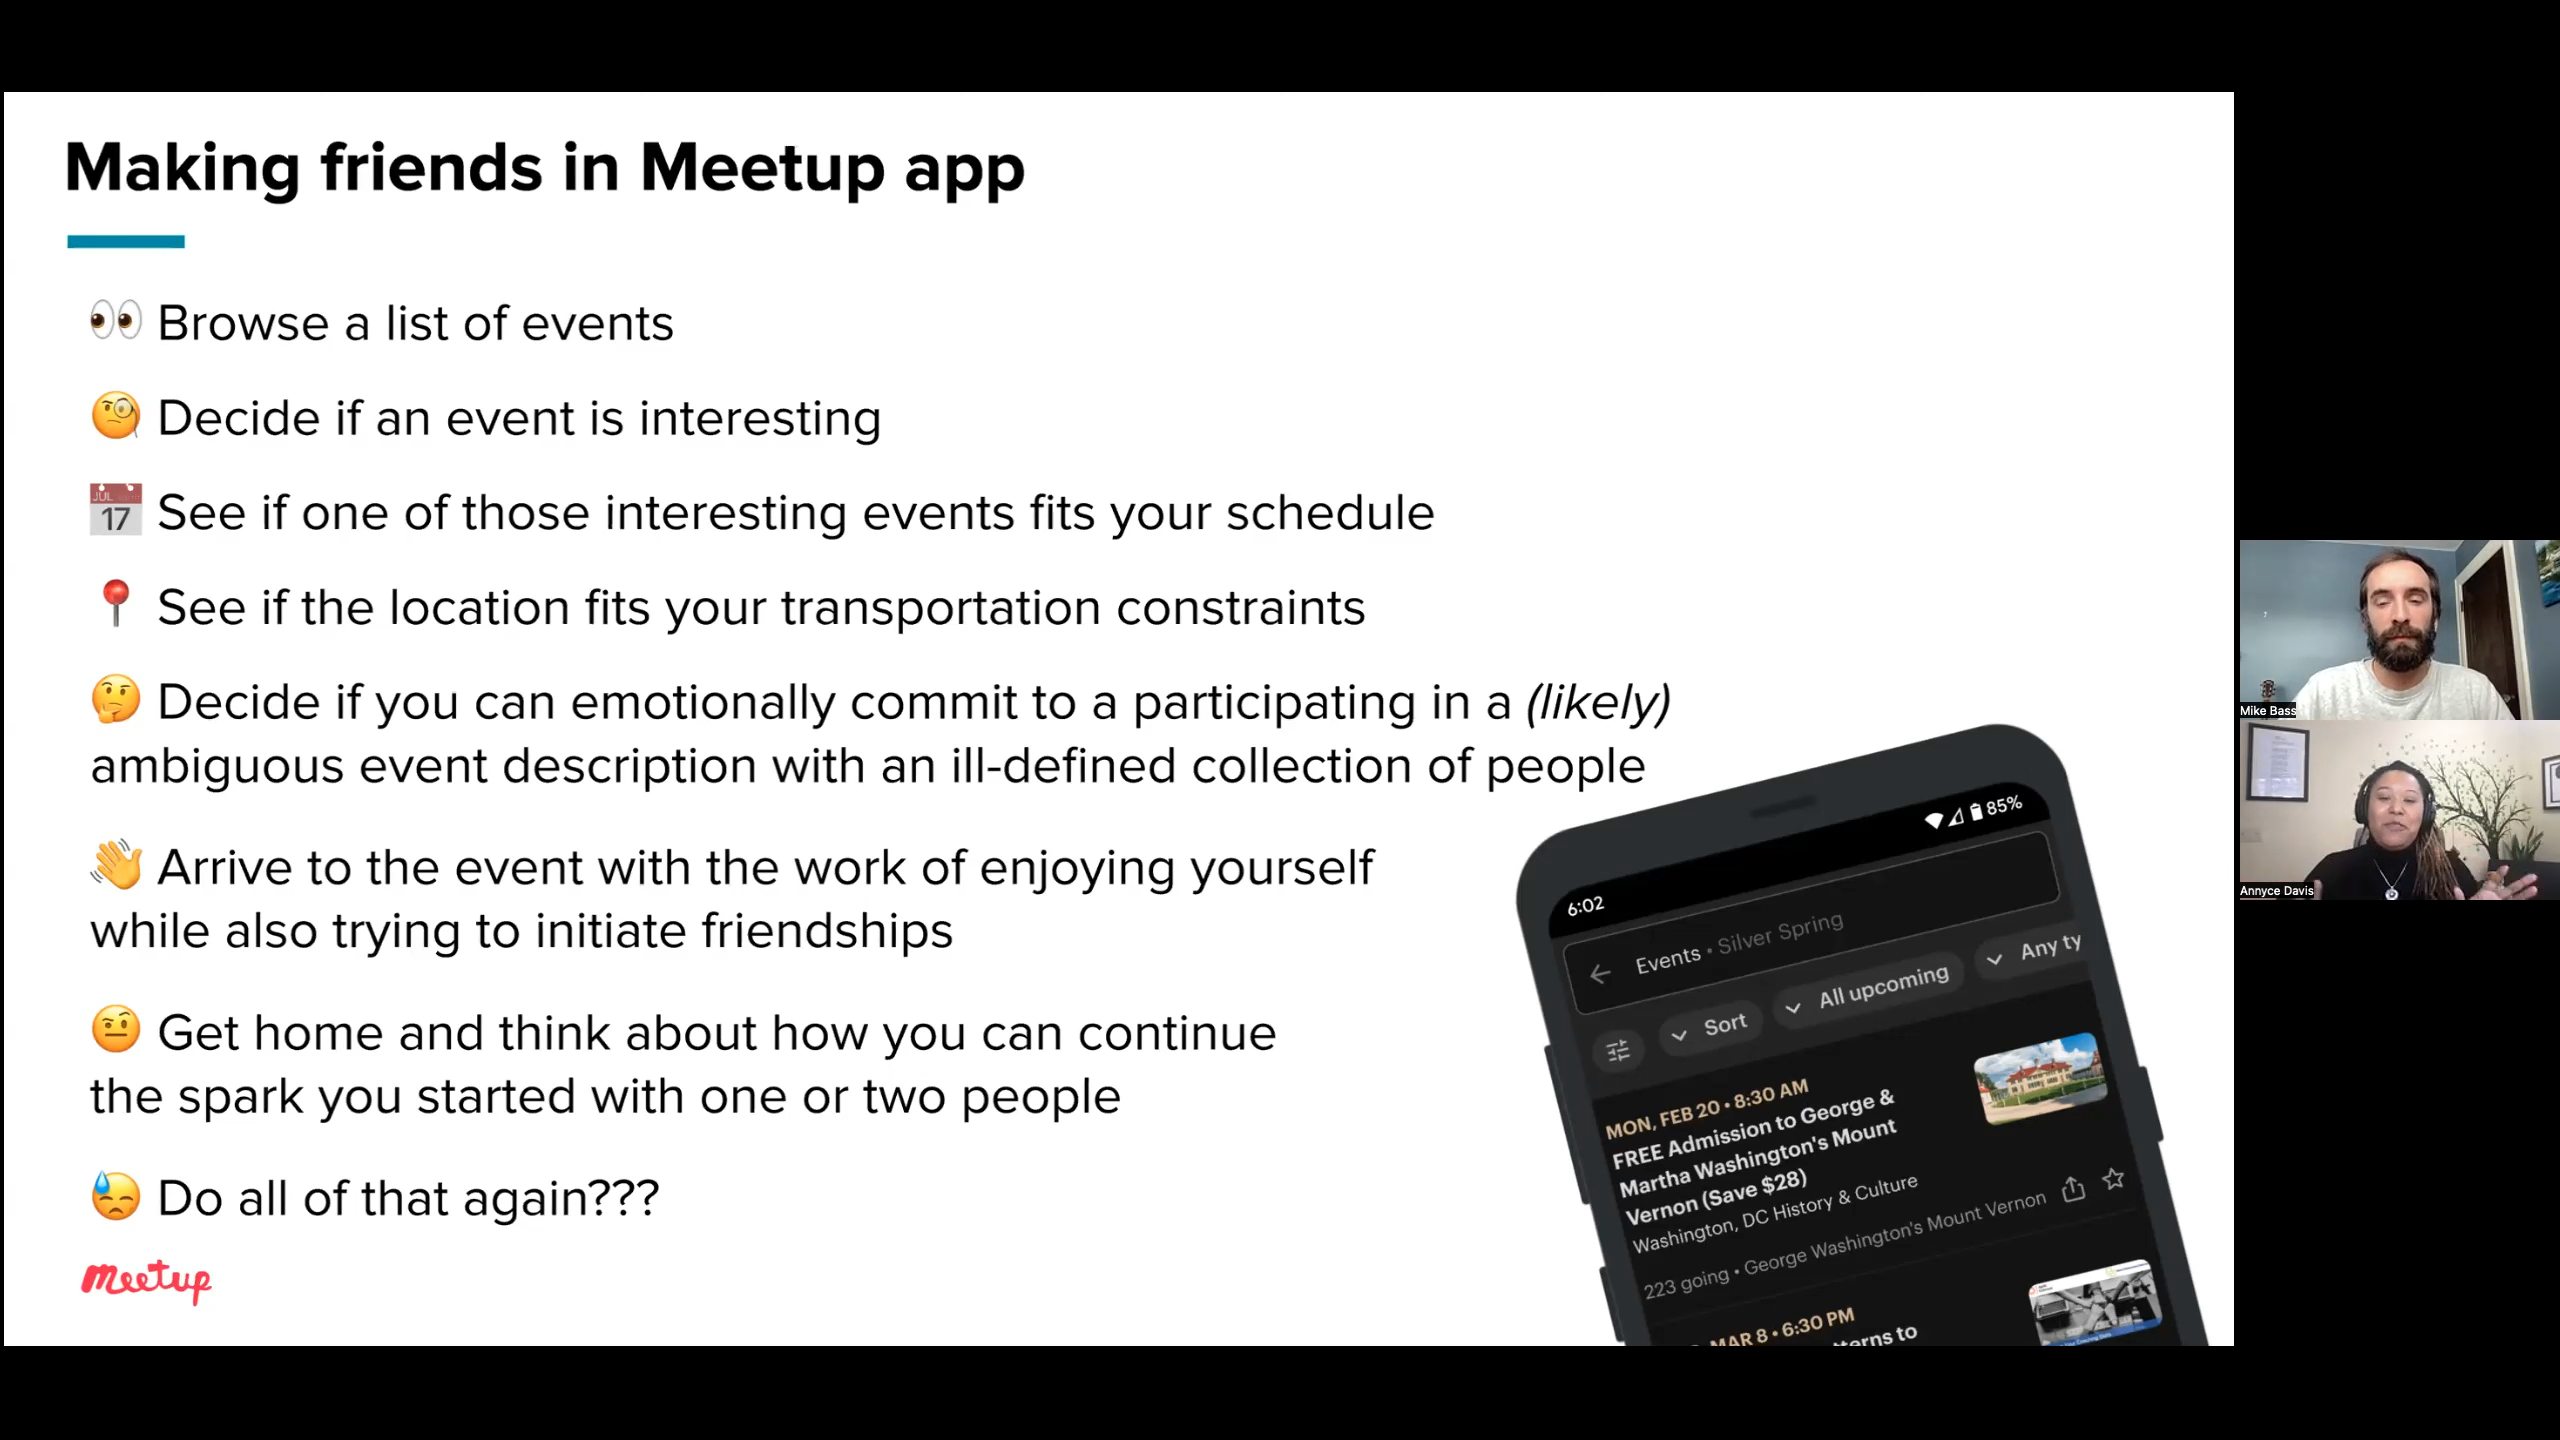 Making friends in Meetup app
👀 Browse a list of events
🧐 Decide if an event is interesting
JUL
17
📅 See if one of those interesting events fits your schedule
📍 See if the location fits your transportation constraints
🤔 Decide if you can emotionally commit to a participating in a (likely)
ambiguous event description with an ill-defined collection of people
👋 Arrive to the event with the work of enjoying yourself
while also trying to initiate friendships
🤨 Get home and think about how you can continue
the spark you started with one or two people
😓 Do all of that again???
meetup
6:02
85%
Events • Silver Spring
Sort
All upcoming
Any ty
MON, FEB 20 • 8:30 AM
FREE Admission to George &
Martha Washington's Mount
Vernon (Save $28)
Washington, DC History & Culture
223 going • George Washington's Mount Vernon
MAR 8 • 6:30 PM
terns to
Mike Bass
Annyce Davis